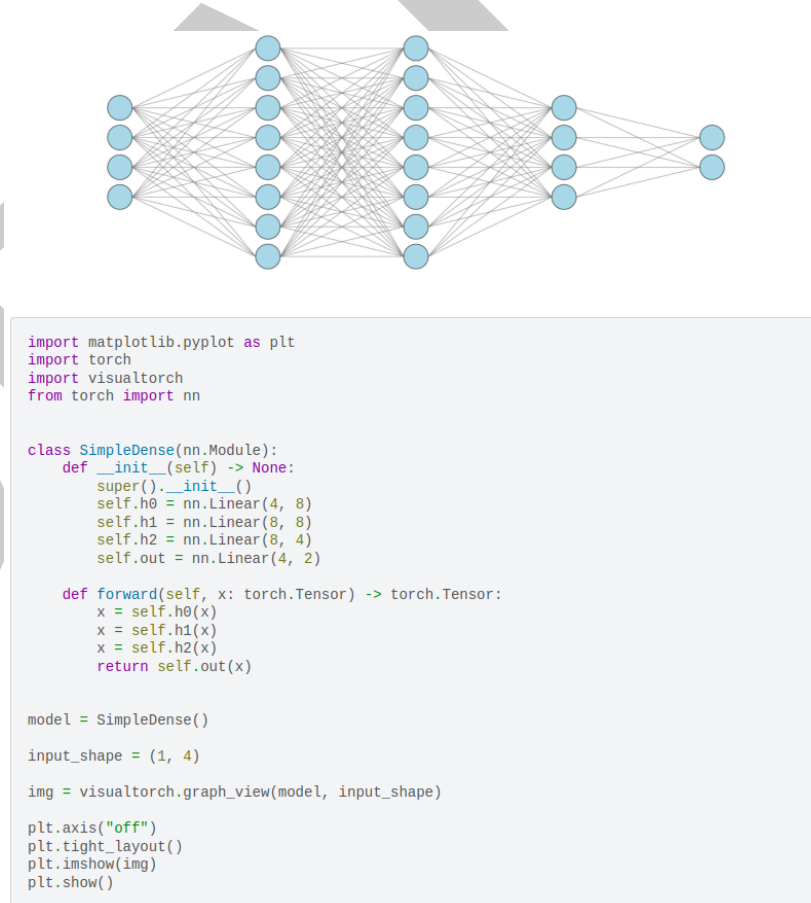 import matplotlib.pyplot as plt
import torch
import visualtorch
from torch import nn
class SimpleDense(nn.Module):
    def __init__(self) -> None:
        super().__init__()
        self.h0 = nn.Linear(4, 8)
        self.h1 = nn.Linear(8, 8)
        self.h2 = nn.Linear(8, 4)
        self.out = nn.Linear(4, 2)
    def forward(self, x: torch.Tensor) -> torch.Tensor:
        x = self.h0(x)
        x = self.h1(x)
        x = self.h2(x)
        return self.out(x)
model = SimpleDense()
input_shape = (1, 4)
img = visualtorch.graph_view(model, input_shape)
plt.axis("off")
plt.tight_layout()
plt.imshow(img)
plt.show()